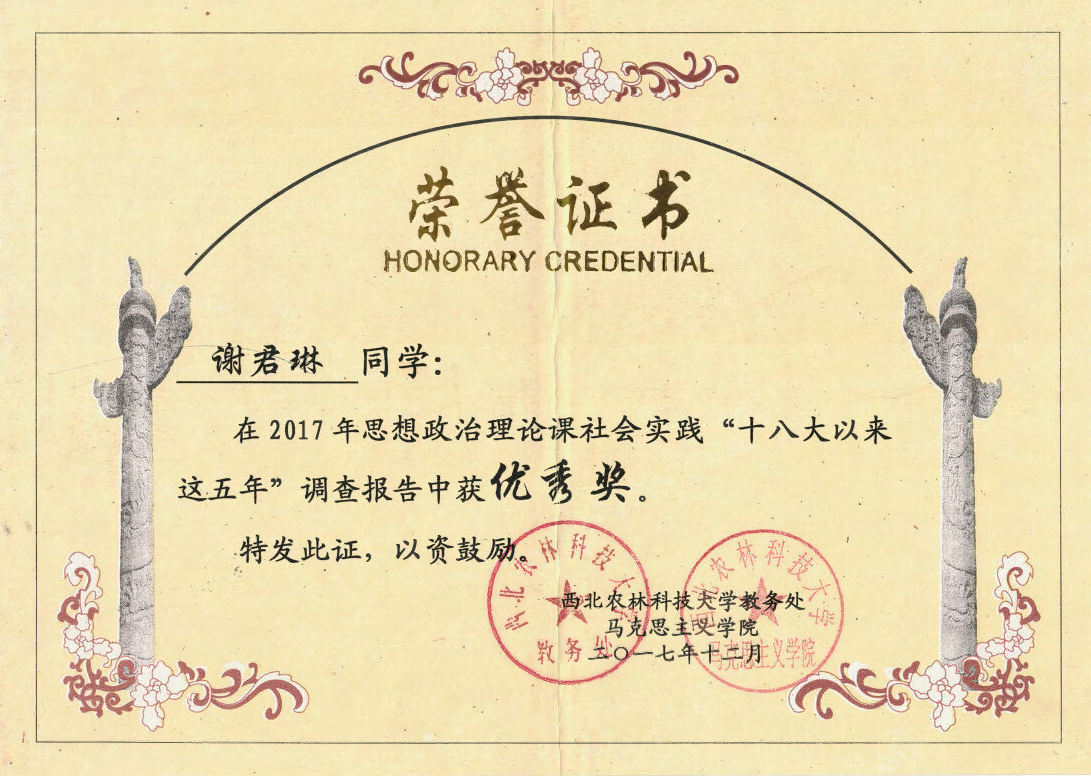 荣誉证书
HONORARY CREDENTIAL
谢君琳 同学：
在2017年思想政治理论课社会实践“十八大以来
这五年”调查报告中获优秀奖。
特发此证，以资鼓励。
西北农林科技大学教务处
马克思主义学院
二〇一七年十二月
西北农林科技大学
教务处
西北农林科技大学
马克思主义学院